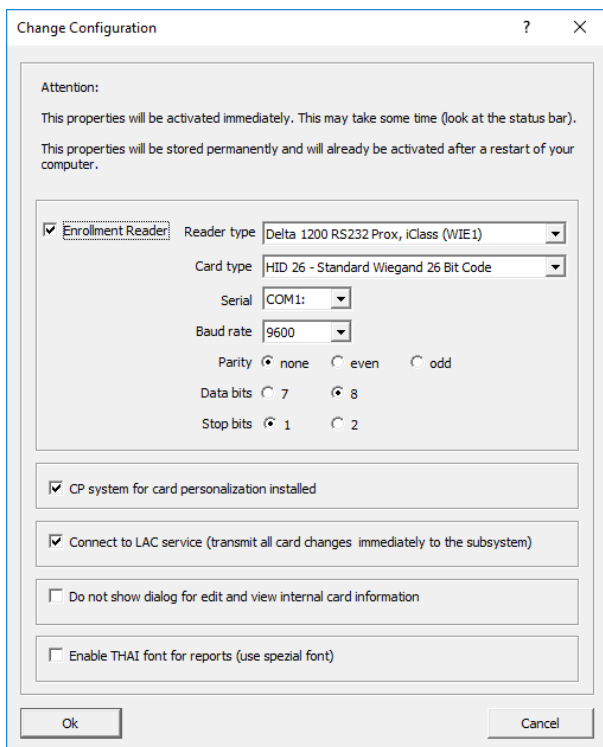 Change Configuration
?
Attention:
This properties will be activated immediately. This may take some time (look at the status bar).
This properties will be stored permanently and will already be activated after a restart of your
computer.
Enrollment Reader Reader type Delta 1200 RS232 Prox, iClass (WIE1)
Card type HID 26 - Standard Wiegand 26 Bit Code
Serial COM1:
Baud rate 9600
Parity none even odd
Data bits 7 8
Stop bits 1 2
CP system for card personalization installed
Connect to LAC service (transmit all card changes immediately to the subsystem)
Do not show dialog for edit and view internal card information
Enable THAI font for reports (use spezial font)
Ok Cancel